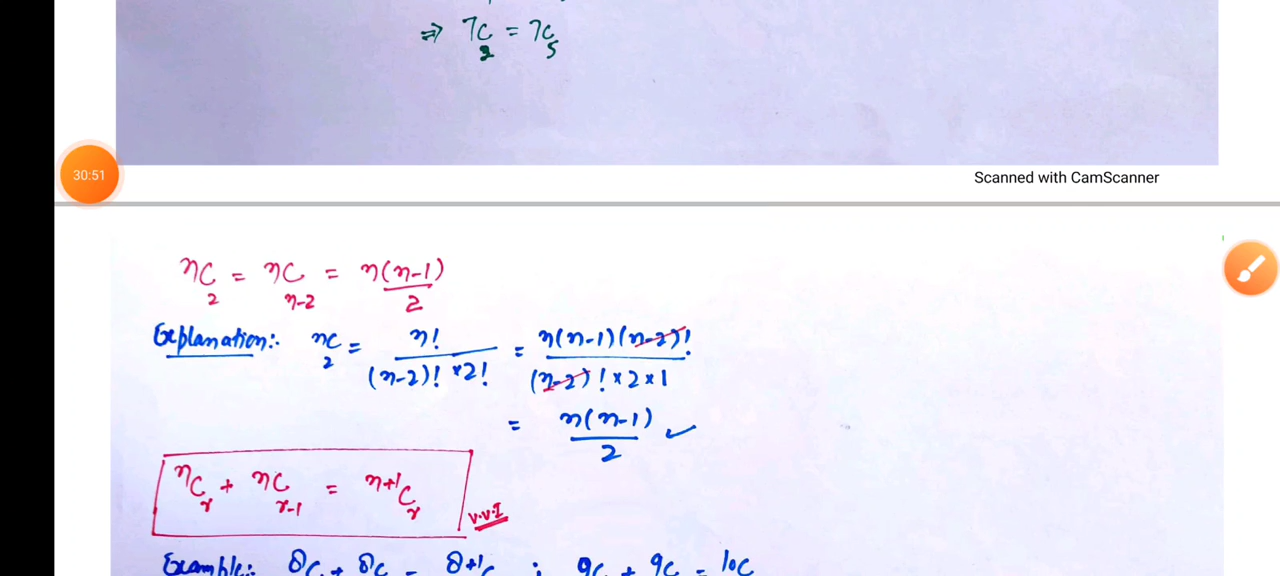 ⇒ 7C₂ = 7C₅
30:51
Scanned with CamScanner
nC₂ = nCₙ₋₂ = n(n-1)/2
Explanation:- nC₂ = n!/((n-2)! × 2!) = n(n-1)(n-2)!/((n-2)! × 2 × 1)
= n(n-1)/2 ✓
nCᵣ + nCᵣ₋₁ = n+1Cᵣ
V.V.I
Example:- 8C + 8C = 8+1C ; 9C + 9C = 10C